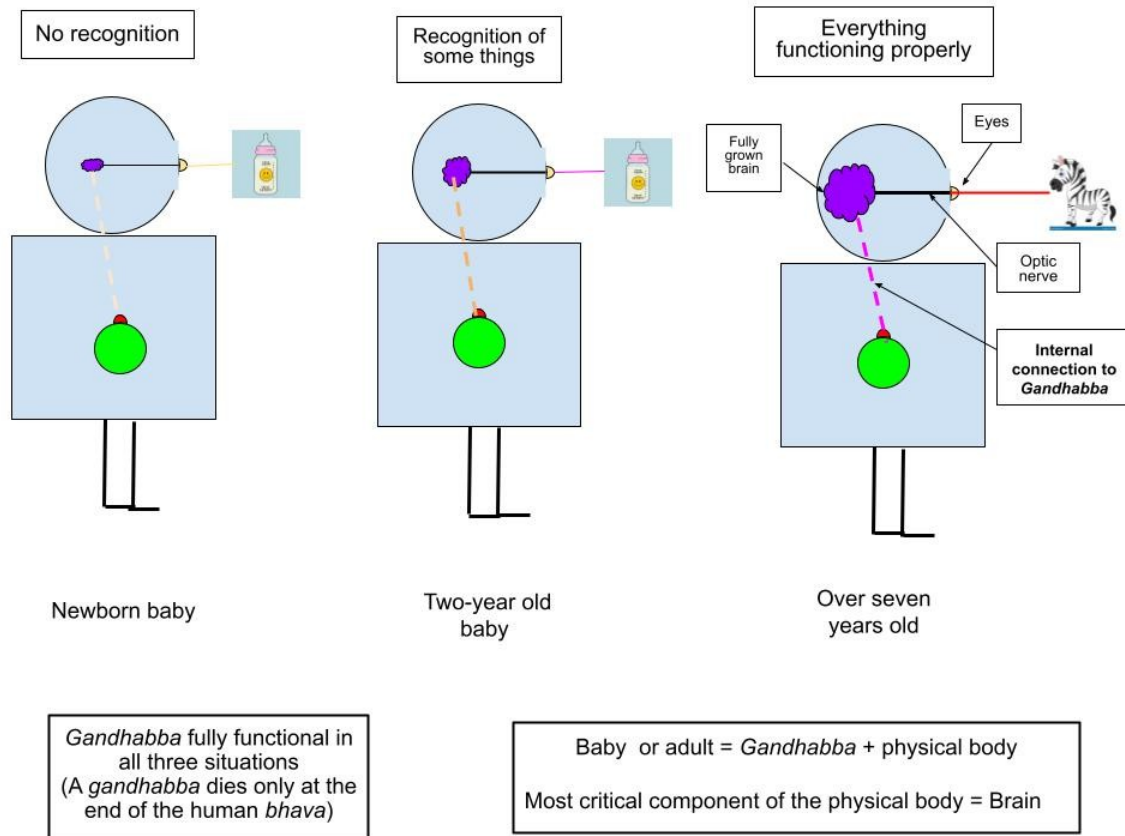 No recognition
Recognition of
some things
Everything
functioning properly
Fully
grown
brain
Eyes
Optic
nerve
Internal
connection to
Gandhabba
Newborn baby
Two-year old
baby
Over seven
years old
Gandhabba fully functional in
all three situations
(A gandhabba dies only at the
end of the human bhava)
Baby or adult = Gandhabba + physical body
Most critical component of the physical body = Brain